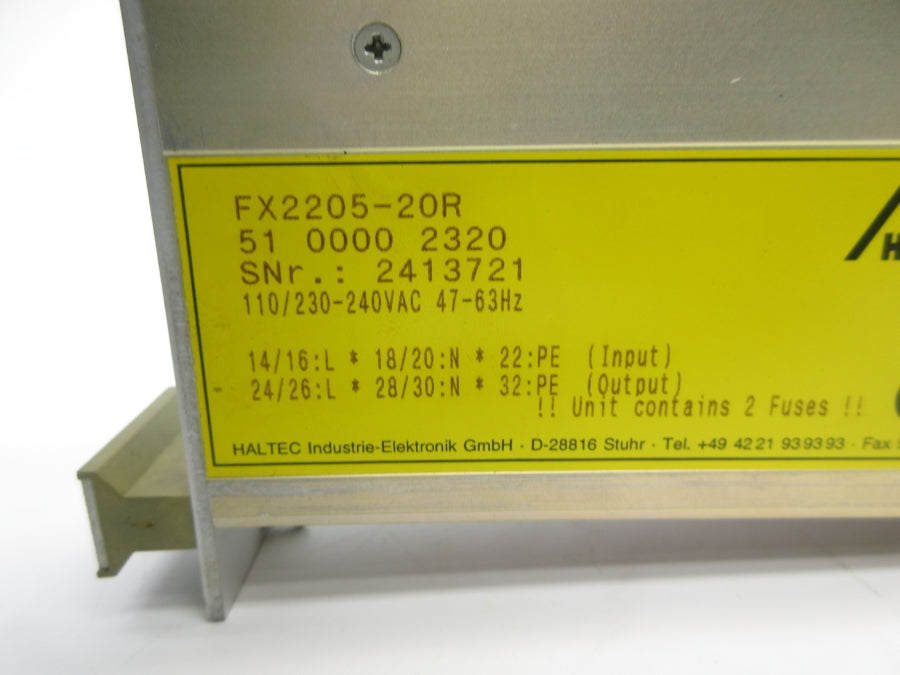 FX2205-20R
51 0000 2320
SNr.: 2413721
110/230-240VAC 47-63Hz
14/16:L * 18/20:N * 22:PE (Input)
- 24/26:L * 28/30:N * 32:PE (Output)
!! Unit contains 2 Fuses !!
HALTEC Industrie-Elektronik GmbH · D-28816 Stuhr · Tel. +49 42 21 93 93 93 · Fax
H